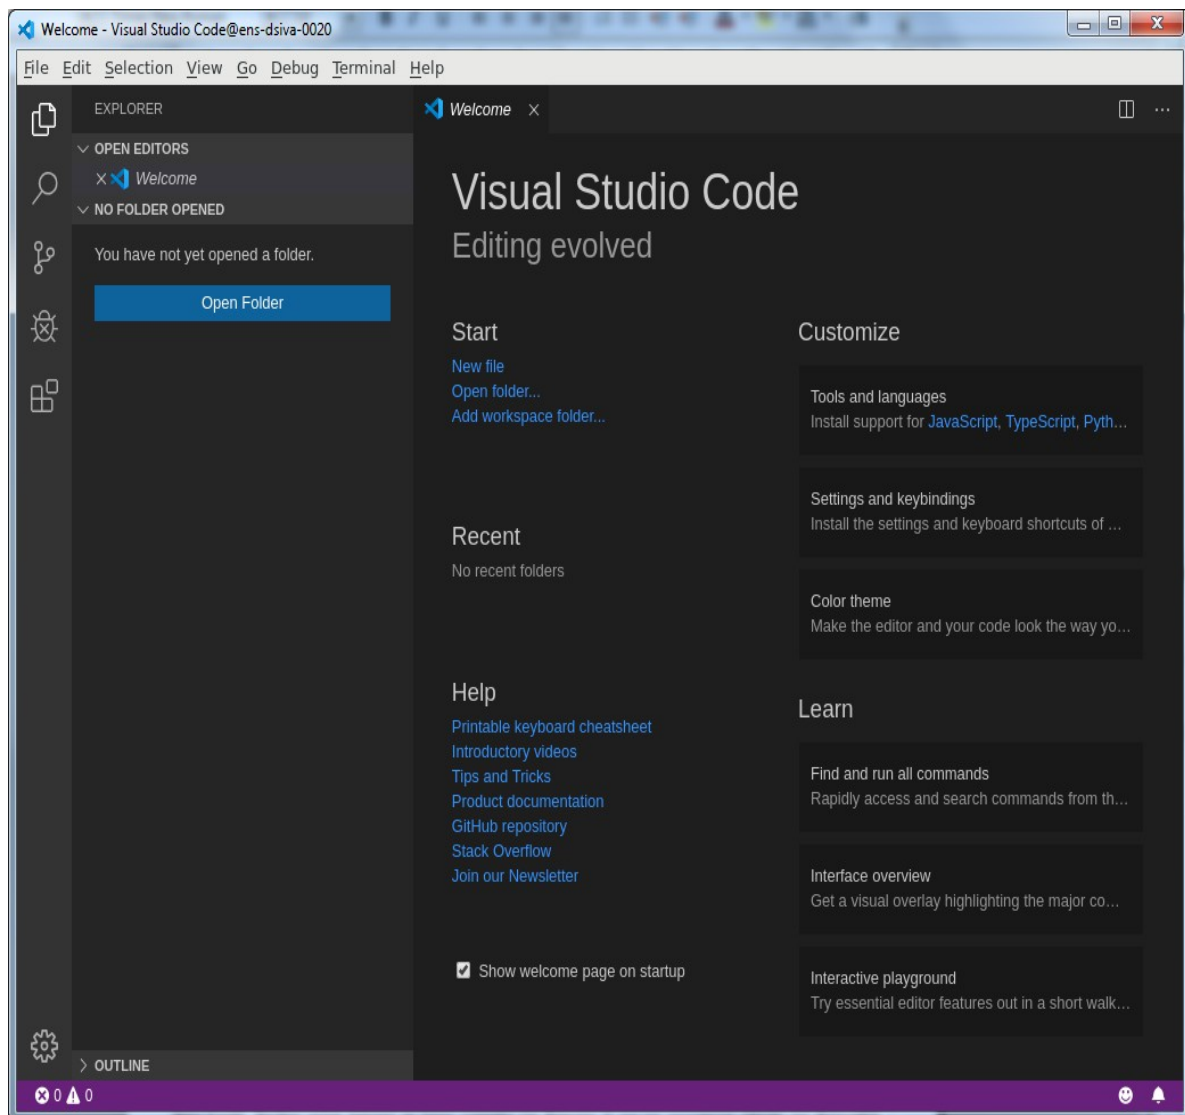 Welcome - Visual Studio Code@ens-dsiva-0020
File Edit Selection View Go Debug Terminal Help
EXPLORER
OPEN EDITORS
Welcome
NO FOLDER OPENED
You have not yet opened a folder.
Open Folder
OUTLINE
Welcome
Visual Studio Code
Editing evolved
Start
New file
Open folder...
Add workspace folder...
Recent
No recent folders
Help
Printable keyboard cheatsheet
Introductory videos
Tips and Tricks
Product documentation
GitHub repository
Stack Overflow
Join our Newsletter
Show welcome page on startup
Customize
Tools and languages
Install support for JavaScript, TypeScript, Pyth...
Settings and keybindings
Install the settings and keyboard shortcuts of ...
Color theme
Make the editor and your code look the way yo...
Learn
Find and run all commands
Rapidly access and search commands from th...
Interface overview
Get a visual overlay highlighting the major co...
Interactive playground
Try essential editor features out in a short walk...
0 0